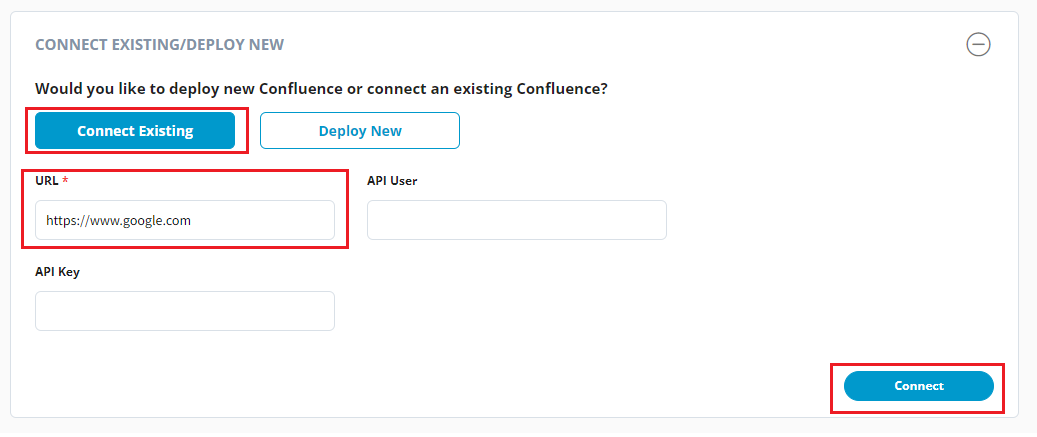 CONNECT EXISTING/DEPLOY NEW
Would you like to deploy new Confluence or connect an existing Confluence?
Connect Existing
Deploy New
URL *
API User
https://www.google.com
API Key
Connect